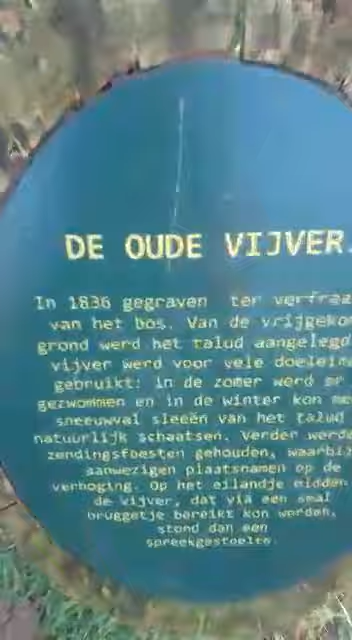 DE OUDE VIJVER.
In 1836 gegraven ter verfraa
van het bos. Van de vrijgekom
grond werd het talud aangelegd
vijver werd voor vele doeleind
gebruikt: in de zomer werd er
gezwommen en in de winter kon me
sneeuwval sleeën van het talud
natuurlijk schaatsen. Verder werde
zendingsfeesten gehouden, waarbij
aanwezigen plaatsnamen op de
verhoging. Op het eilandje midden
de vijver, dat via een smal
bruggetje bereikt kon worden,
stond dan een
spreekgestoelte.